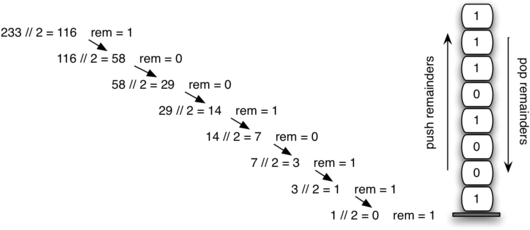 233 // 2 = 116 rem = 1
116 // 2 = 58 rem = 0
58 // 2 = 29 rem = 0
29 // 2 = 14 rem = 1
14 // 2 = 7 rem = 0
7 // 2 = 3 rem = 1
3 // 2 = 1 rem = 1
1 // 2 = 0 rem = 1
push remainders
1
1
1
0
1
0
0
1
pop remainders